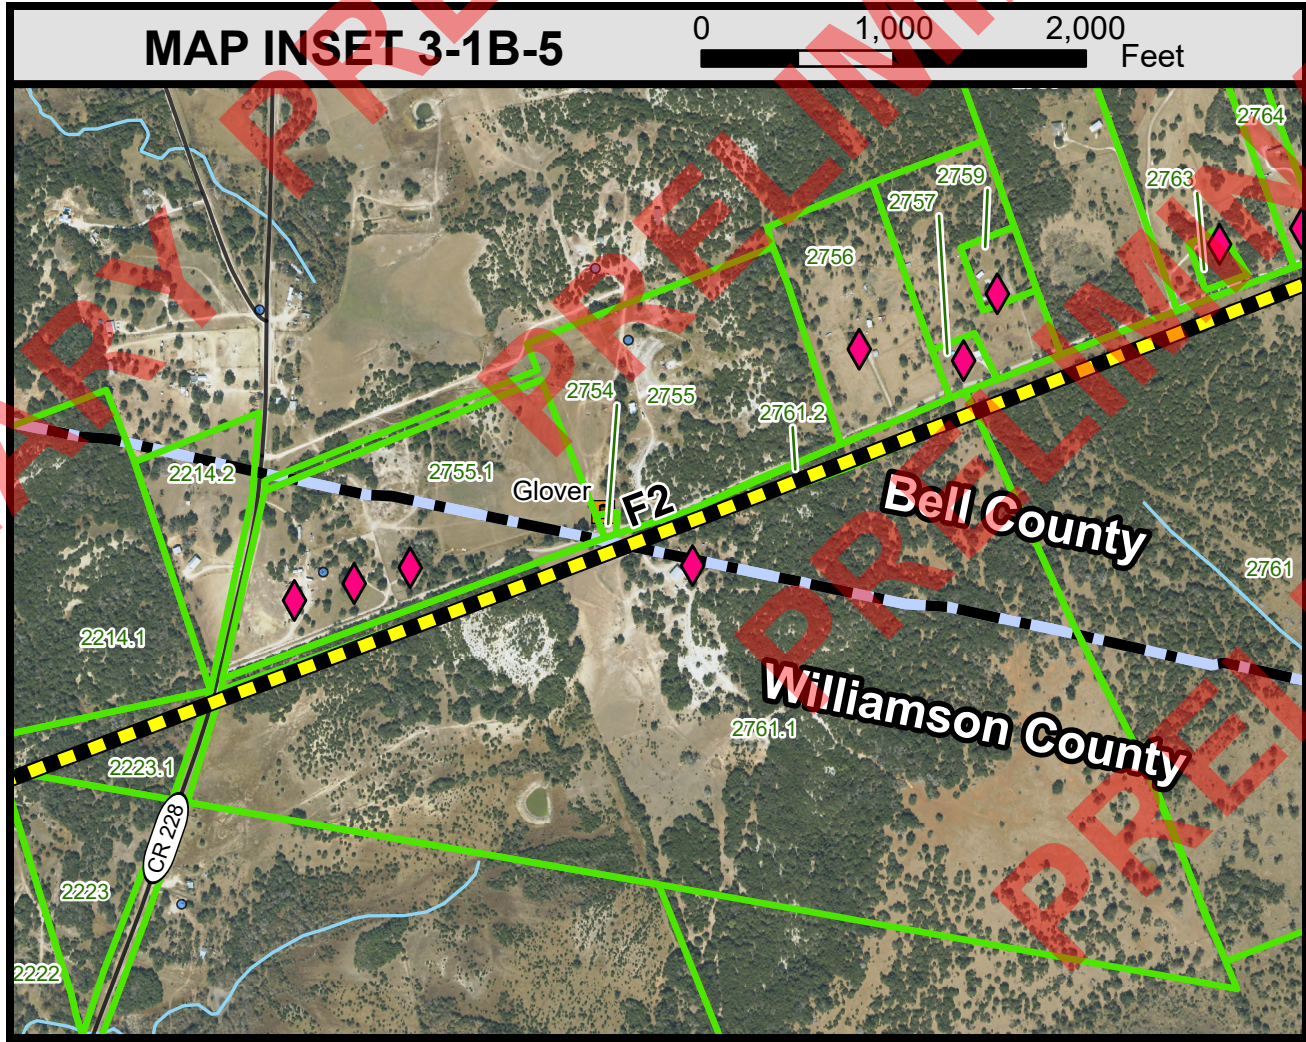 MAP INSET 3-1B-5
0 1,000 2,000
Feet
2764
2763
2759
2757
2756
2754
2755
2761.2
2214.2
2755.1
Glover
F2
Bell County
2761
2214.1
Williamson County
2761.1
2223.1
CR 228
2223
2222
PRELIMINARY PRELIMINARY
PRELIMINARY